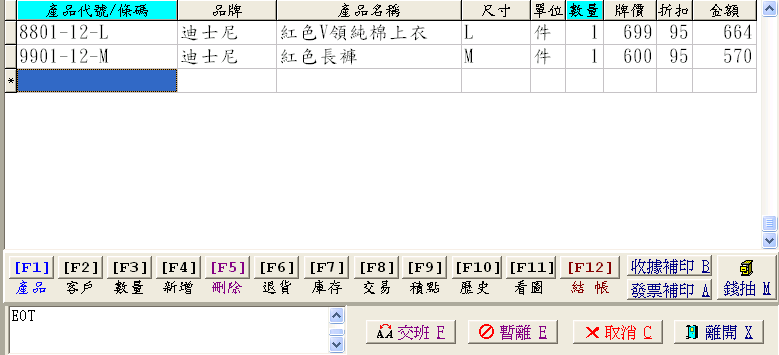 產品代號/條碼 品牌 產品名稱 尺寸 單位 數量 牌價 折扣 金額
8801-12-L 迪士尼 紅色V領純棉上衣 L 件 1 699 95 664
9901-12-M 迪士尼 紅色長褲 M 件 1 600 95 570
*
[F1] [F2] [F3] [F4] [F5] [F6] [F7] [F8] [F9] [F10] [F11] [F12] 收據補印 B
產品 客戶 數量 新增 刪除 退貨 庫存 交易 積點 歷史 看圖 結 帳 發票補印 A 錢抽 M
EOT
交班 F 暫離 E 取消 C 離開 X